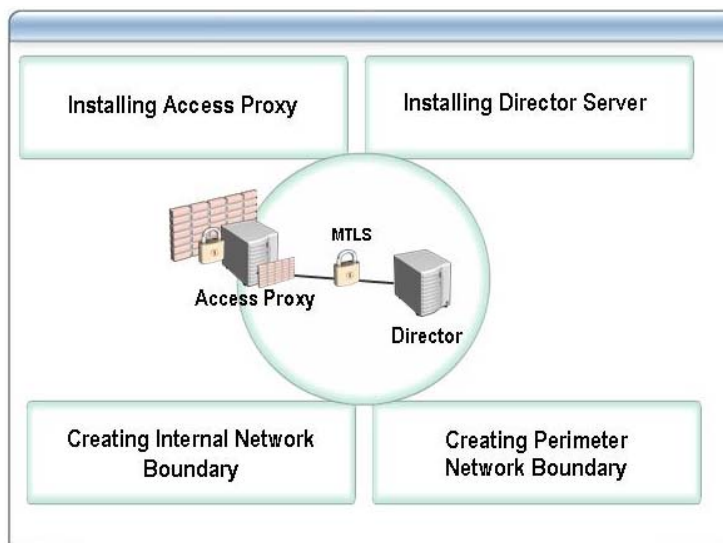 Installing Access Proxy
Installing Director Server
MTLS
Access Proxy
Director
Creating Internal Network
Boundary
Creating Perimeter
Network Boundary